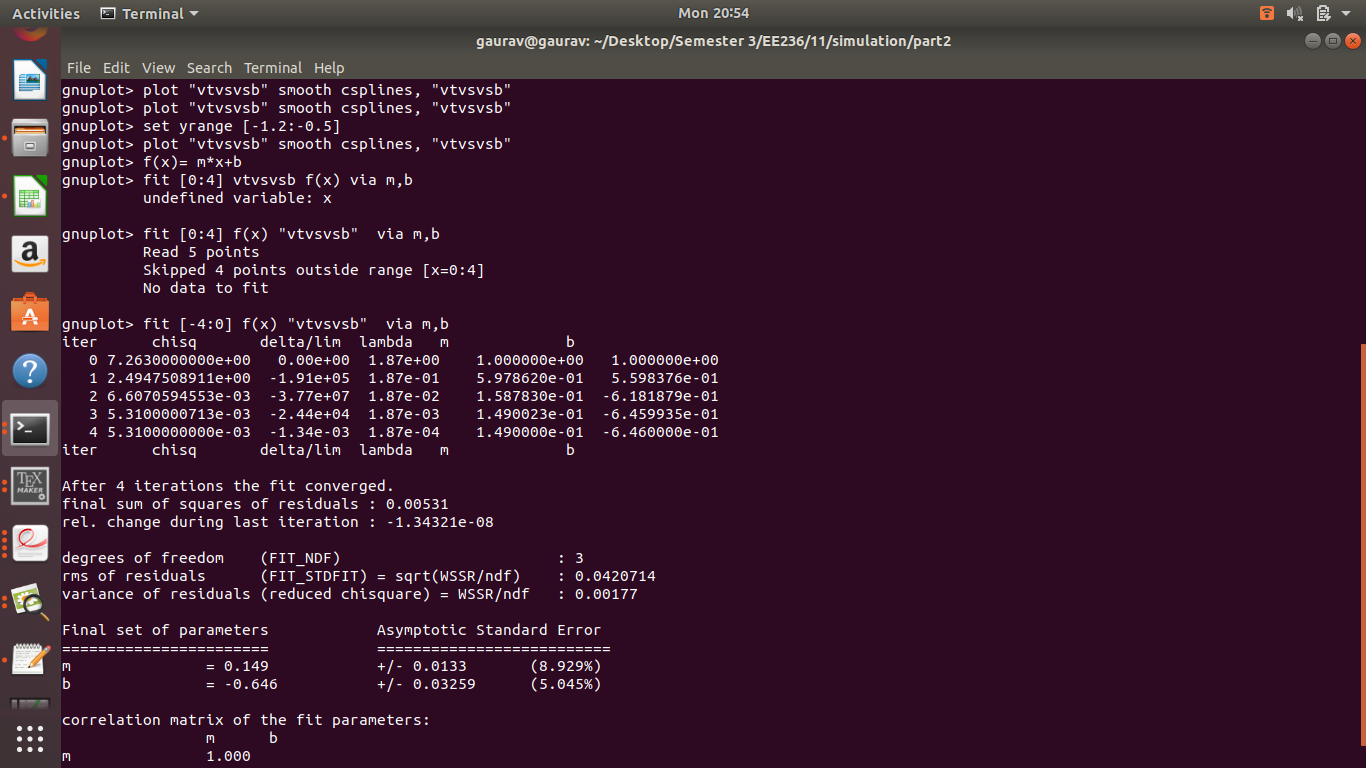 Activities Terminal Mon 20:54
gaurav@gaurav: ~/Desktop/Semester 3/EE236/11/simulation/part2
File Edit View Search Terminal Help
gnuplot> plot "vtvsvsb" smooth csplines, "vtvsvsb"
gnuplot> plot "vtvsvsb" smooth csplines, "vtvsvsb"
gnuplot> set yrange [-1.2:-0.5]
gnuplot> plot "vtvsvsb" smooth csplines, "vtvsvsb"
gnuplot> f(x)= m*x+b
gnuplot> fit [0:4] vtvsvsb f(x) via m,b
         undefined variable: x
gnuplot> fit [0:4] f(x) "vtvsvsb"  via m,b
         Read 5 points
         Skipped 4 points outside range [x=0:4]
         No data to fit
gnuplot> fit [-4:0] f(x) "vtvsvsb"  via m,b
iter      chisq       delta/lim  lambda   m             b
   0 7.2630000000e+00   0.00e+00  1.87e+00    1.000000e+00   1.000000e+00
   1 2.4947508911e+00  -1.91e+05  1.87e-01    5.978620e-01   5.598376e-01
   2 6.6070594553e-03  -3.77e+07  1.87e-02    1.587830e-01  -6.181879e-01
   3 5.3100000713e-03  -2.44e+04  1.87e-03    1.490023e-01  -6.459935e-01
   4 5.3100000000e-03  -1.34e-03  1.87e-04    1.490000e-01  -6.460000e-01
iter      chisq       delta/lim  lambda   m             b
After 4 iterations the fit converged.
final sum of squares of residuals : 0.00531
rel. change during last iteration : -1.34321e-08
degrees of freedom    (FIT_NDF)                        : 3
rms of residuals      (FIT_STDFIT) = sqrt(WSSR/ndf)    : 0.0420714
variance of residuals (reduced chisquare) = WSSR/ndf   : 0.00177
Final set of parameters            Asymptotic Standard Error
=======================            ==========================
m               = 0.149            +/- 0.0133       (8.929%)
b               = -0.646           +/- 0.03259      (5.045%)
correlation matrix of the fit parameters:
                m      b
m               1.000
a
A
?
>_
TEX
MAKER